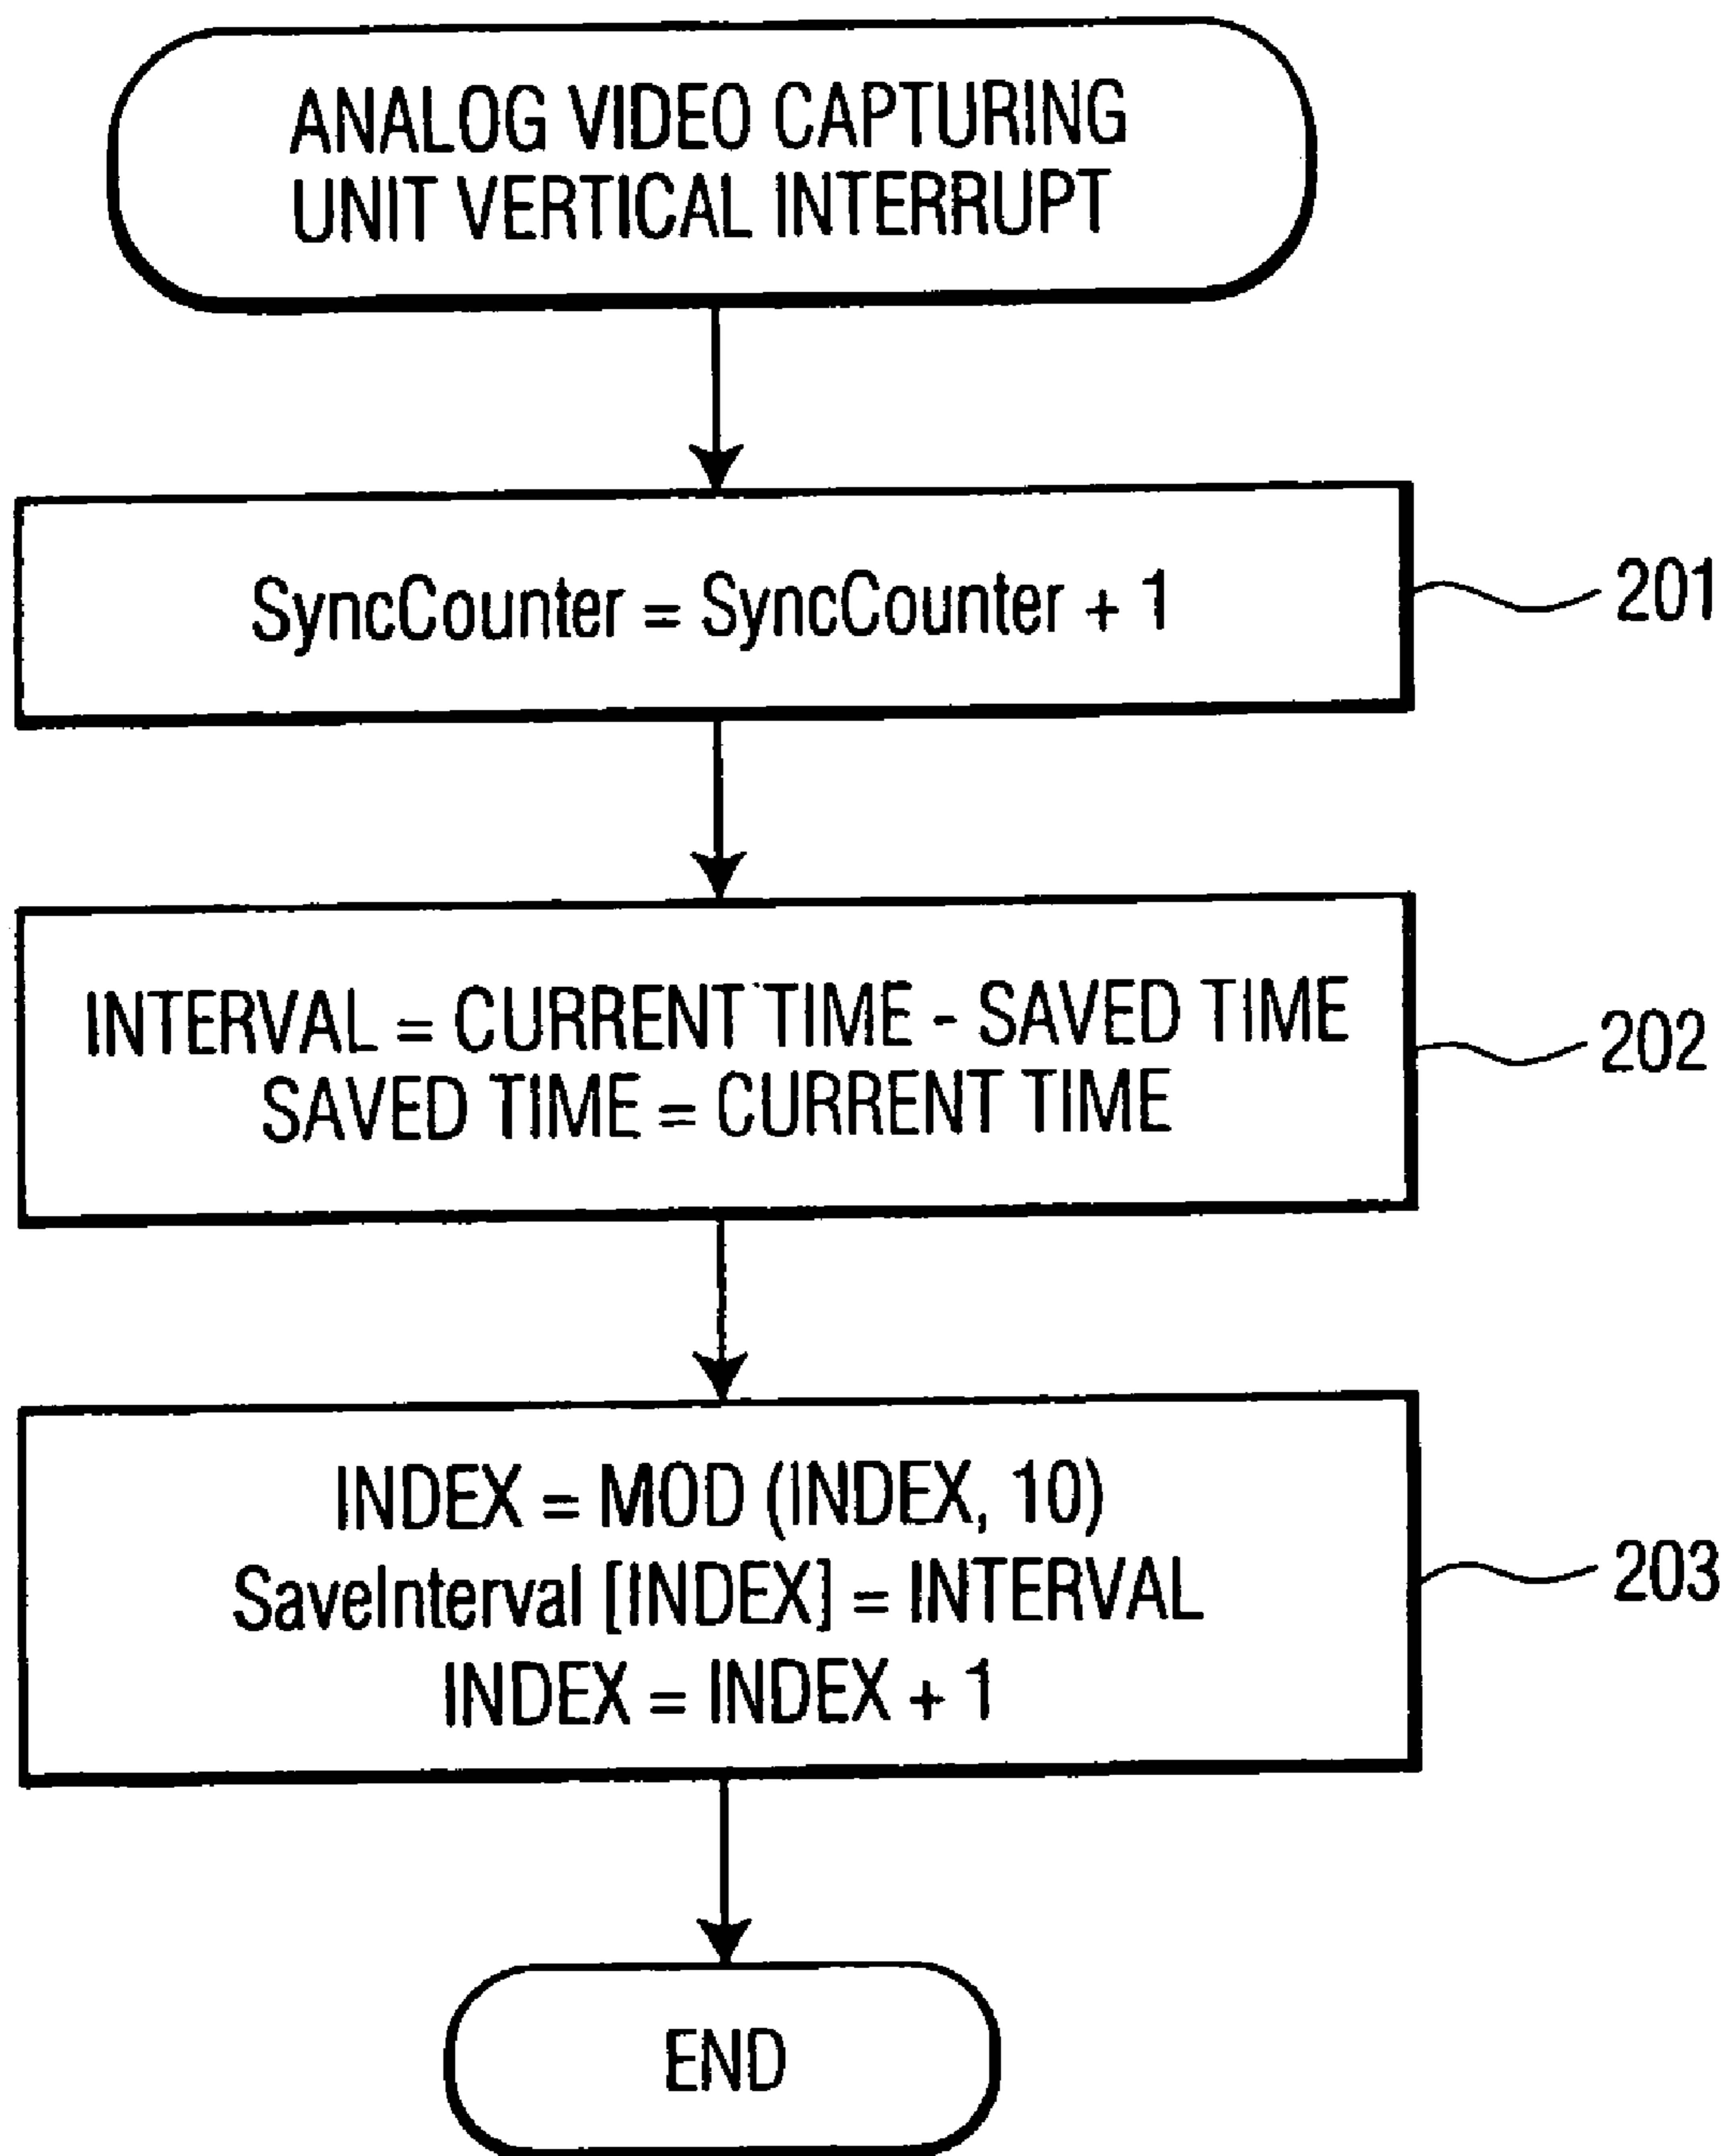 ANALOG VIDEO CAPTURING
UNIT VERTICAL INTERRUPT
SyncCounter = SyncCounter + 1
201
INTERVAL = CURRENT TIME - SAVED TIME
SAVED TIME = CURRENT TIME
202
INDEX = MOD (INDEX, 10)
SaveInterval [INDEX] = INTERVAL
INDEX = INDEX + 1
203
END